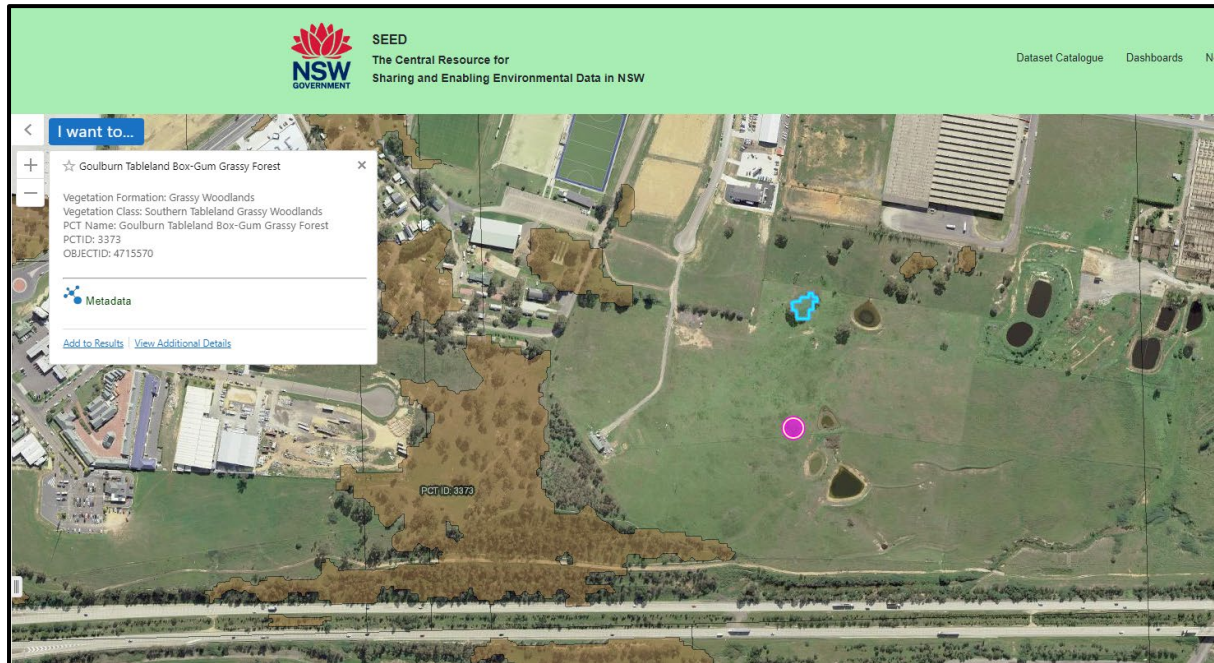 SEED
The Central Resource for
Sharing and Enabling Environmental Data in NSW
NSW
GOVERNMENT
Dataset Catalogue
Dashboards
I want to...
Goulburn Tableland Box-Gum Grassy Forest
Vegetation Formation: Grassy Woodlands
Vegetation Class: Southern Tableland Grassy Woodlands
PCT Name: Goulburn Tableland Box-Gum Grassy Forest
PCTID: 3373
OBJECTID: 4715570
Metadata
Add to Results
View Additional Details
PCT ID: 3373